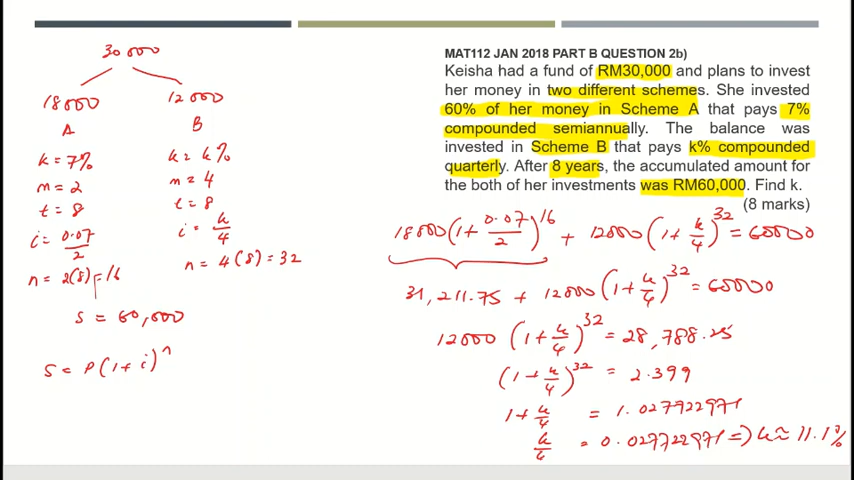 30 000
18000
12 000
A
B
k = 7%
k = k%
m = 2
m = 4
t = 8
t = 8
i = 0.07/2
i = k/4
n = 2(8) = 16
n = 4(8) = 32
S = 60,000
S = P(1+i)^n
MAT112 JAN 2018 PART B QUESTION 2b)
Keisha had a fund of RM30,000 and plans to invest
her money in two different schemes. She invested
60% of her money in Scheme A that pays 7%
compounded semiannually. The balance was
invested in Scheme B that pays k% compounded
quarterly. After 8 years, the accumulated amount for
the both of her investments was RM60,000. Find k.
(8 marks)
18000(1+0.07/2)^16 + 12000(1+k/4)^32 = 60000
31,211.75 + 12000(1+k/4)^32 = 60000
12000(1+k/4)^32 = 28,788.25
(1+k/4)^32 = 2.399
1+k/4 = 1.027722971
k/4 = 0.027722971 => k ≈ 11.1%